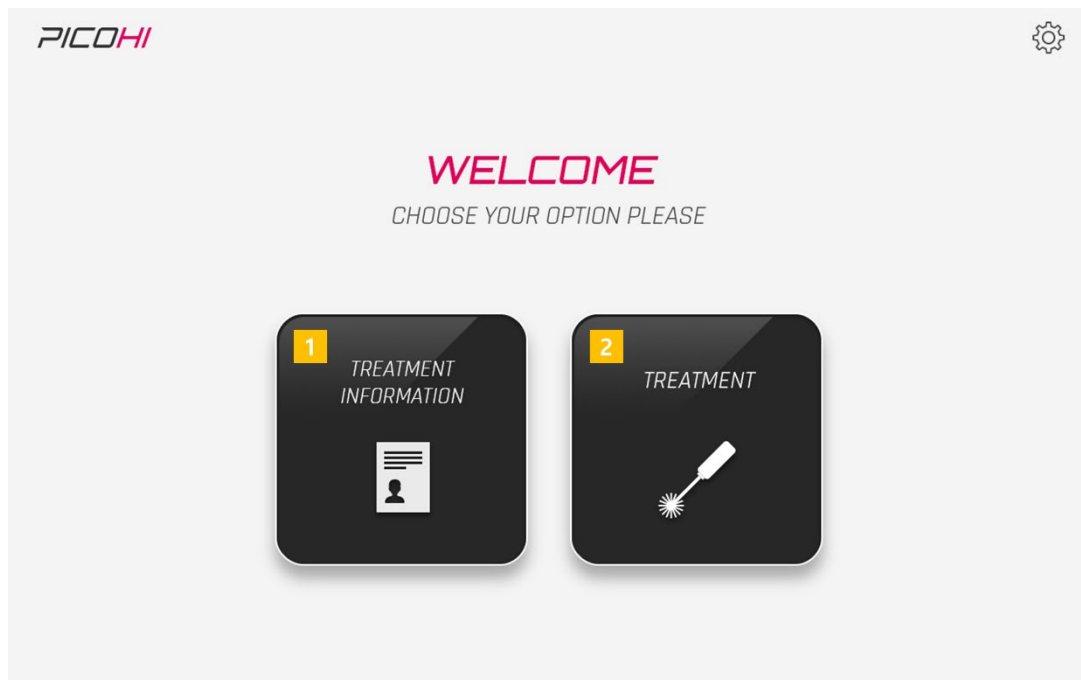 PICOHI
WELCOME
CHOOSE YOUR OPTION PLEASE
1
TREATMENT
INFORMATION
2
TREATMENT